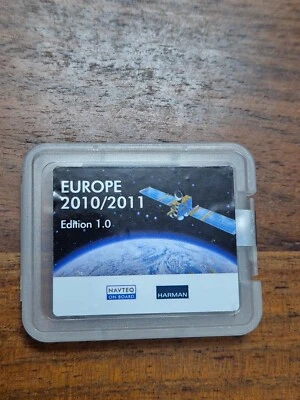 EUROPE
2010/2011
Edition 1.0
NAVTEQ
ON BOARD
HARMAN